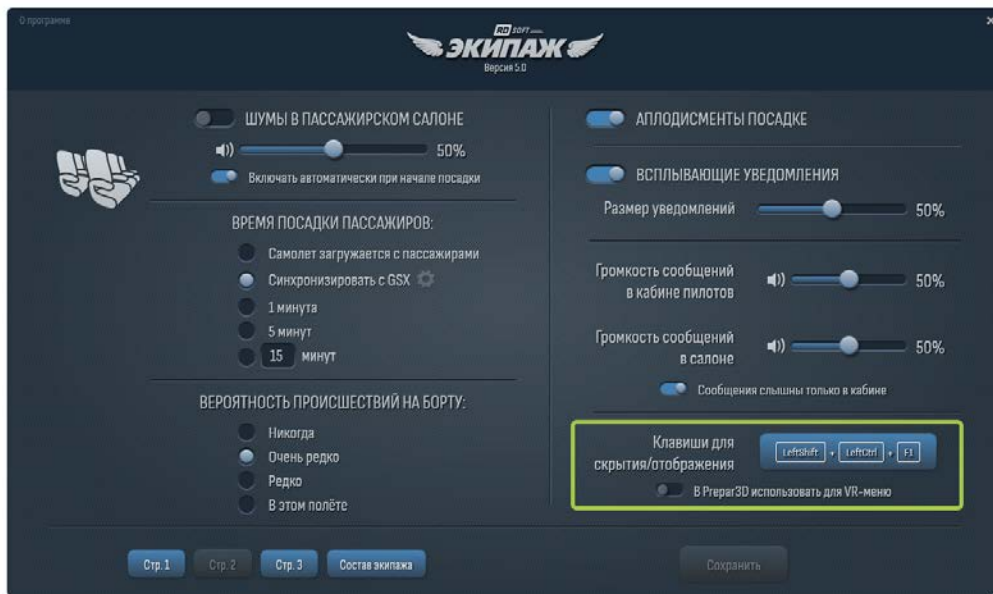 О программе
RD SOFT
ЭКИПАЖ
Версия 5.0
ШУМЫ В ПАССАЖИРСКОМ САЛОНЕ
50%
Включать автоматически при начале посадки
ВРЕМЯ ПОСАДКИ ПАССАЖИРОВ:
Самолет загружается с пассажирами
Синхронизировать с GSX
1 минута
5 минут
15 минут
ВЕРОЯТНОСТЬ ПРОИСШЕСТВИЙ НА БОРТУ:
Никогда
Очень редко
Редко
В этом полёте
АПЛОДИСМЕНТЫ ПОСАДКЕ
ВСПЛЫВАЮЩИЕ УВЕДОМЛЕНИЯ
Размер уведомлений 50%
Громкость сообщений
в кабине пилотов
50%
Громкость сообщений
в салоне
50%
Сообщения слышны только в кабине
Клавиши для
скрытия/отображения
LeftShift + LeftCtrl + F1
В Prepar3D использовать для VR-меню
Стр. 1 Стр. 2 Стр. 3 Состав экипажа Сохранить